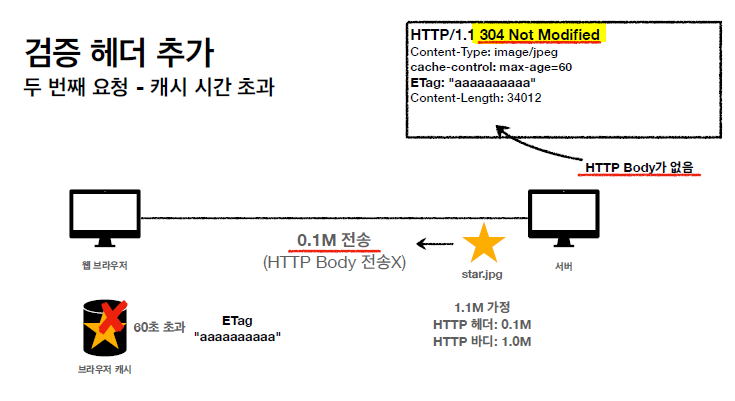 검증 헤더 추가
두 번째 요청 - 캐시 시간 초과
HTTP/1.1 304 Not Modified
Content-Type: image/jpeg
cache-control: max-age=60
ETag: "aaaaaaaaaa"
Content-Length: 34012
HTTP Body가 없음
0.1M 전송
(HTTP Body 전송X)
star.jpg
웹 브라우저
서버
60초 초과
ETag
"aaaaaaaaaa"
브라우저 캐시
1.1M 가정
HTTP 헤더: 0.1M
HTTP 바디: 1.0M